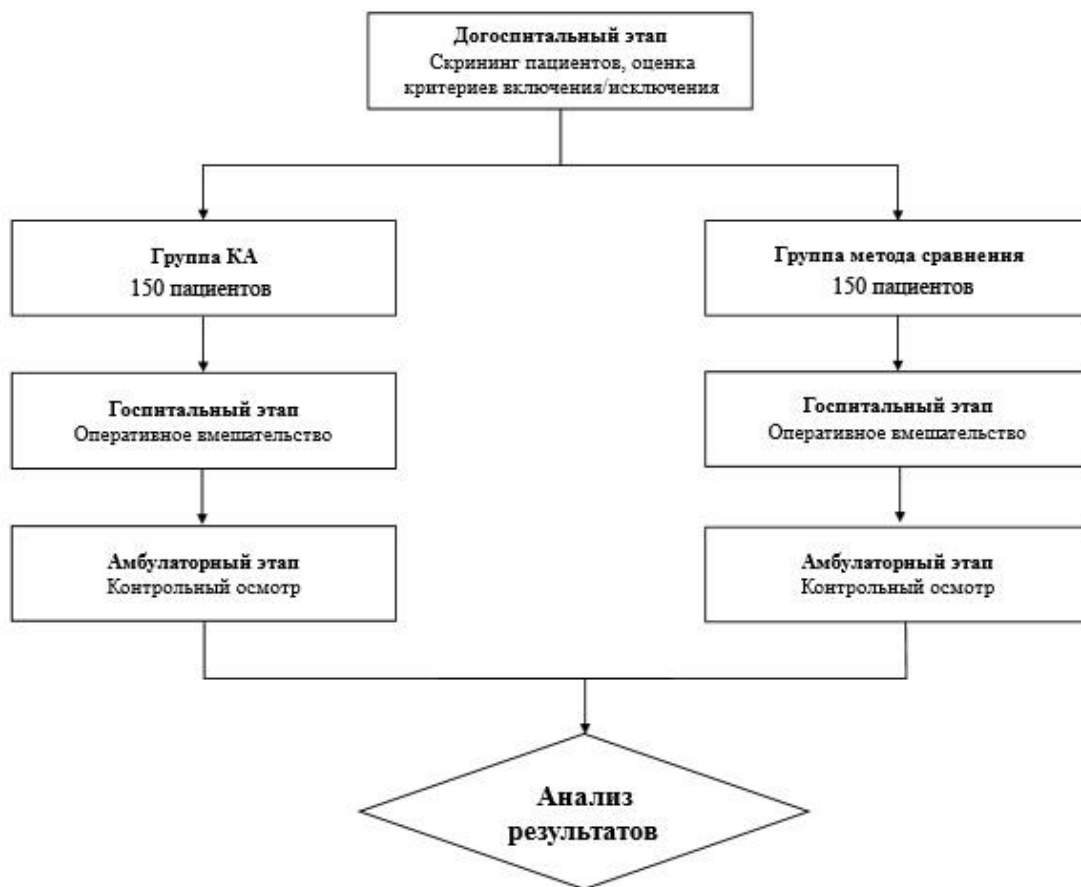 Догоспитальный этап
Скрининг пациентов, оценка
критериев включения/исключения
Группа КА
150 пациентов
Группа метода сравнения
150 пациентов
Госпитальный этап
Оперативное вмешательство
Госпитальный этап
Оперативное вмешательство
Амбулаторный этап
Контрольный осмотр
Амбулаторный этап
Контрольный осмотр
Анализ
результатов